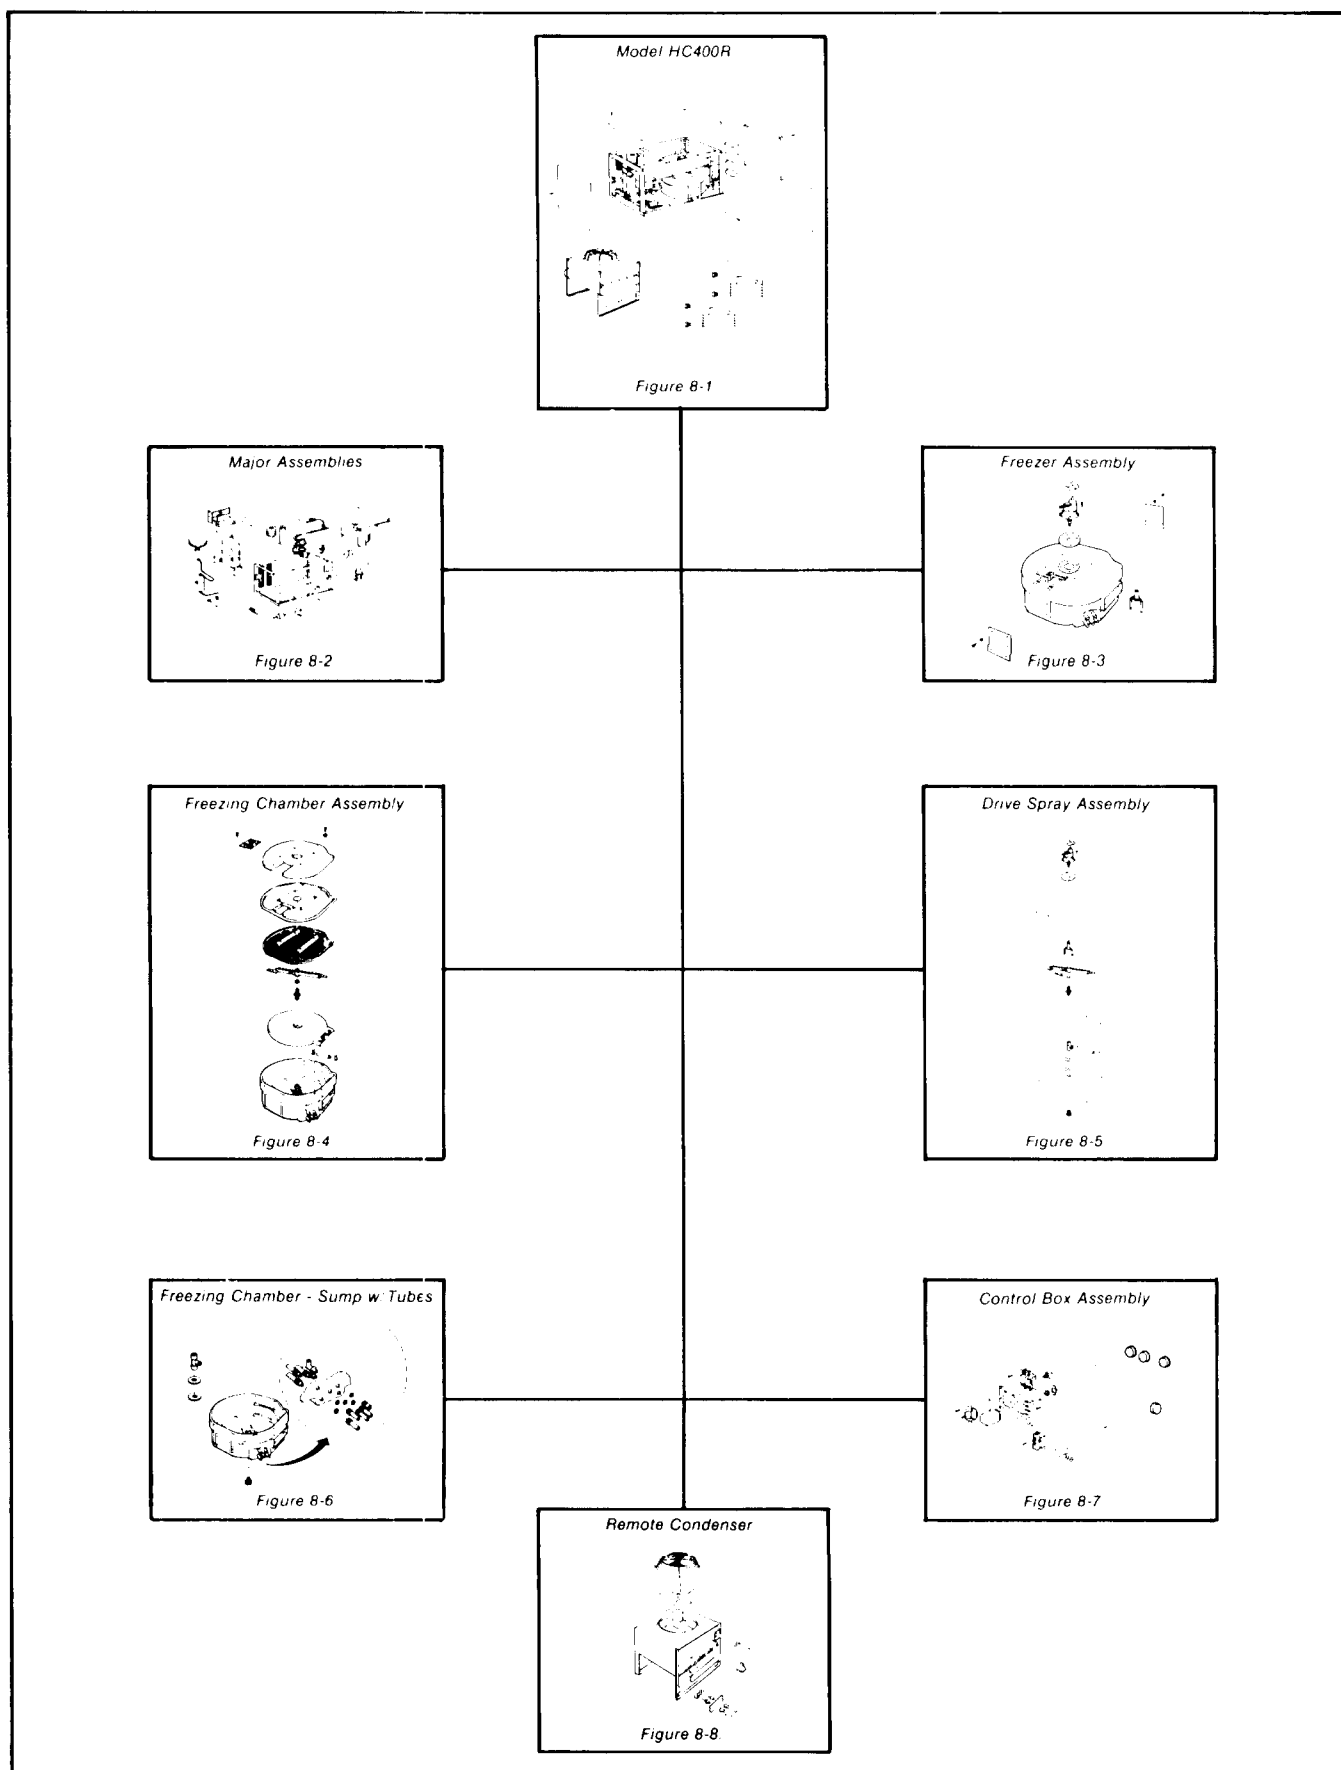 Model HC400R
Figure 8-1
Major Assemblies
Figure 8-2
Freezer Assembly
Figure 8-3
Freezing Chamber Assembly
Figure 8-4
Drive Spray Assembly
Figure 8-5
Freezing Chamber - Sump w/Tubes
Figure 8-6
Control Box Assembly
Figure 8-7
Remote Condenser
Figure 8-8